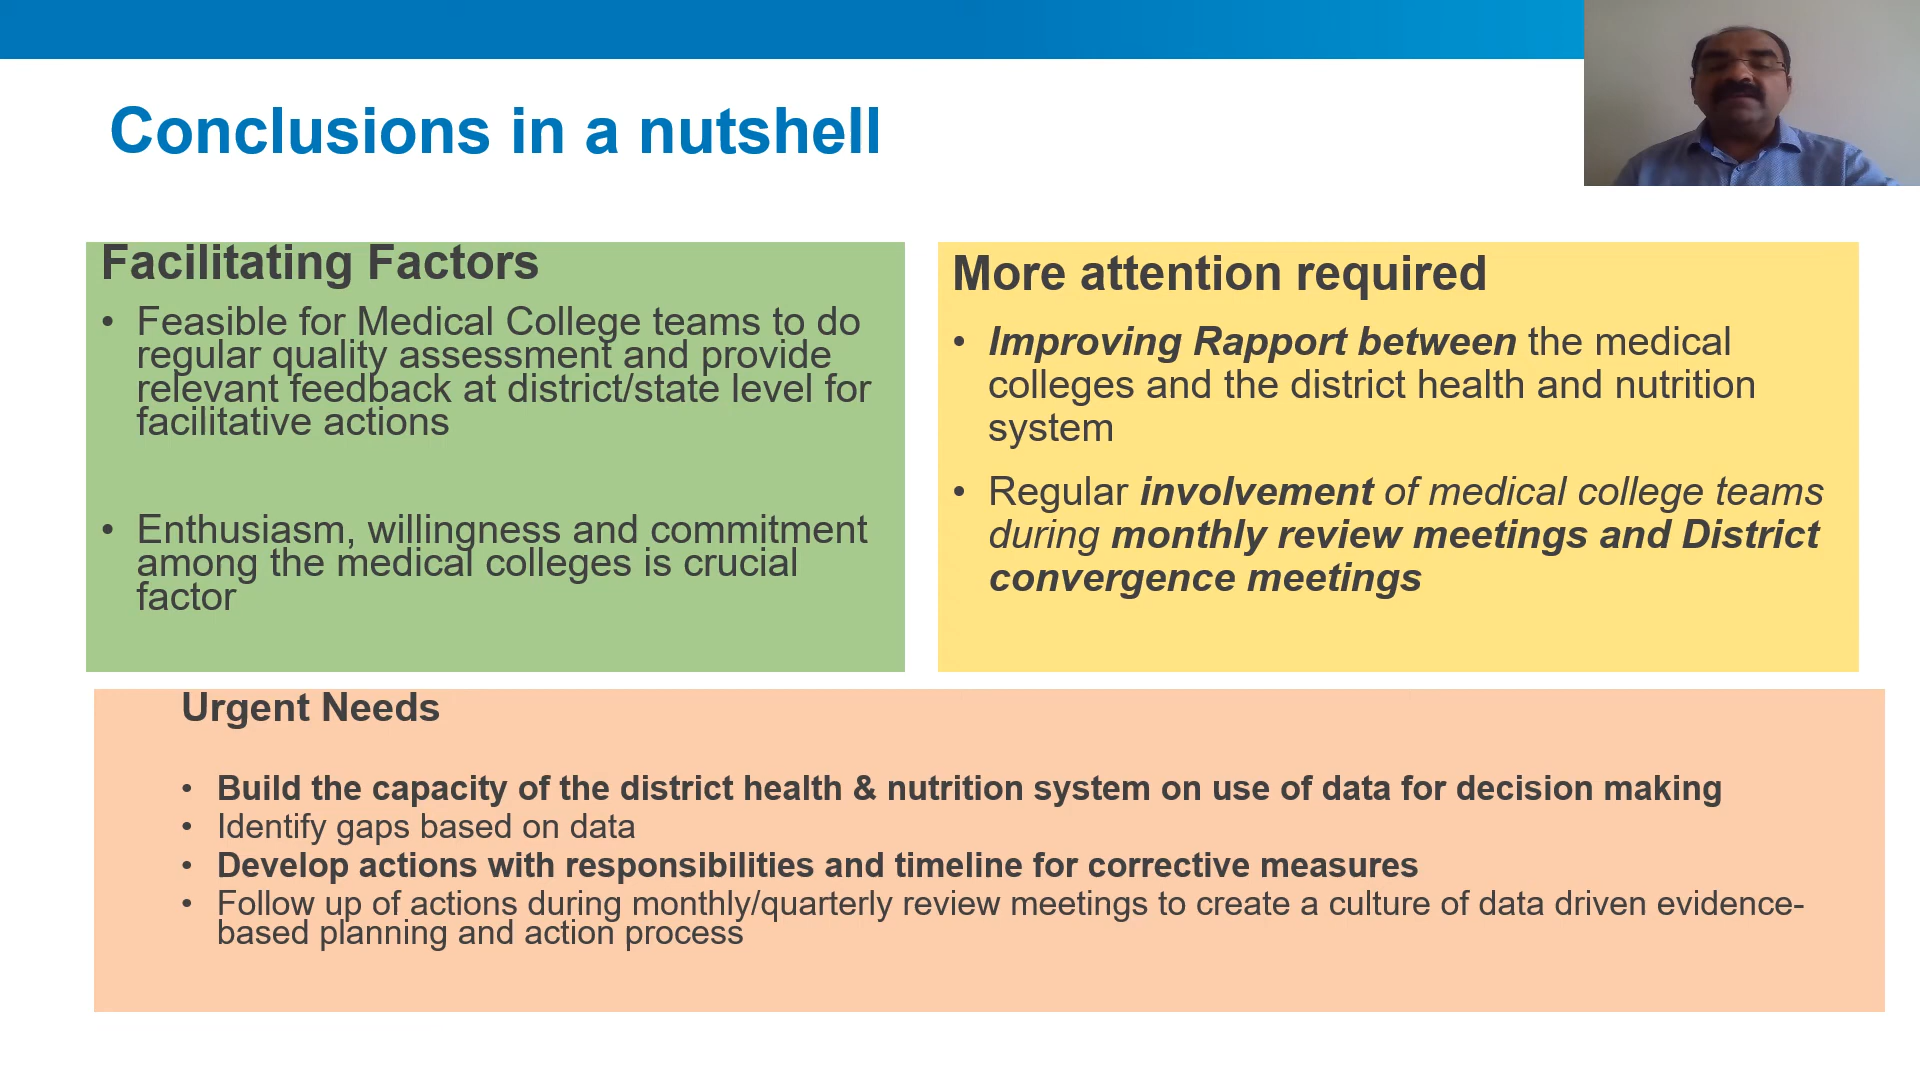 Conclusions in a nutshell
Facilitating Factors
• Feasible for Medical College teams to do
regular quality assessment and provide
relevant feedback at district/state level for
facilitative actions
• Enthusiasm, willingness and commitment
among the medical colleges is crucial
factor
More attention required
• Improving Rapport between the medical
colleges and the district health and nutrition
system
• Regular involvement of medical college teams
during monthly review meetings and District
convergence meetings
Urgent Needs
• Build the capacity of the district health & nutrition system on use of data for decision making
• Identify gaps based on data
• Develop actions with responsibilities and timeline for corrective measures
• Follow up of actions during monthly/quarterly review meetings to create a culture of data driven evidence-
based planning and action process